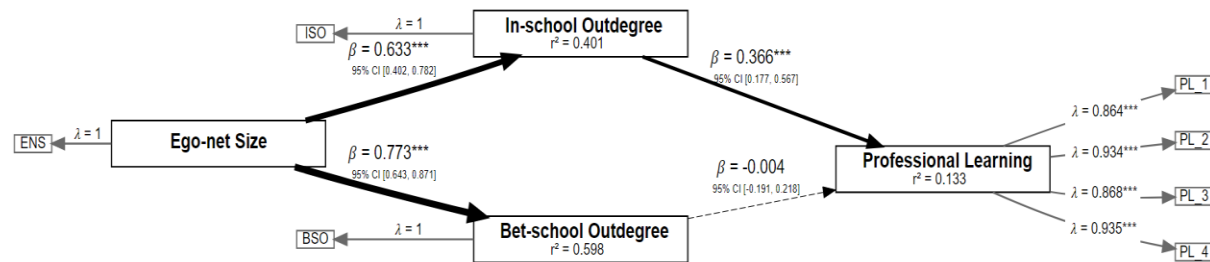 ISO
λ = 1
In-school Outdegree
r² = 0.401
β = 0.633***
95% CI [0.402, 0.782]
β = 0.366***
95% CI [0.177, 0.567]
ENS
λ = 1
Ego-net Size
β = 0.773***
95% CI [0.643, 0.871]
β = -0.004
95% CI [-0.191, 0.218]
Professional Learning
r² = 0.133
λ = 0.864***
PL_1
λ = 0.934***
PL_2
λ = 0.868***
PL_3
λ = 0.935***
PL_4
BSO
λ = 1
Bet-school Outdegree
r² = 0.598